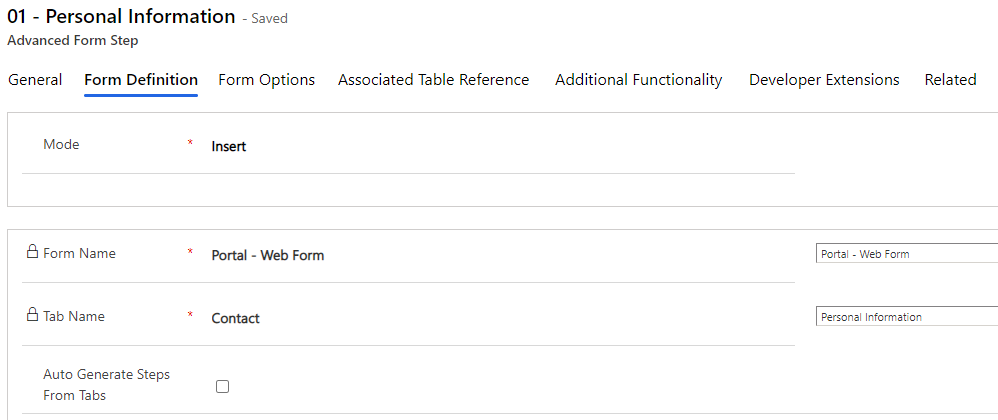 01 - Personal Information - Saved
Advanced Form Step
General Form Definition Form Options Associated Table Reference Additional Functionality Developer Extensions Related
Mode * Insert
Form Name * Portal - Web Form Portal - Web Form
Tab Name * Contact Personal Information
Auto Generate Steps
From Tabs